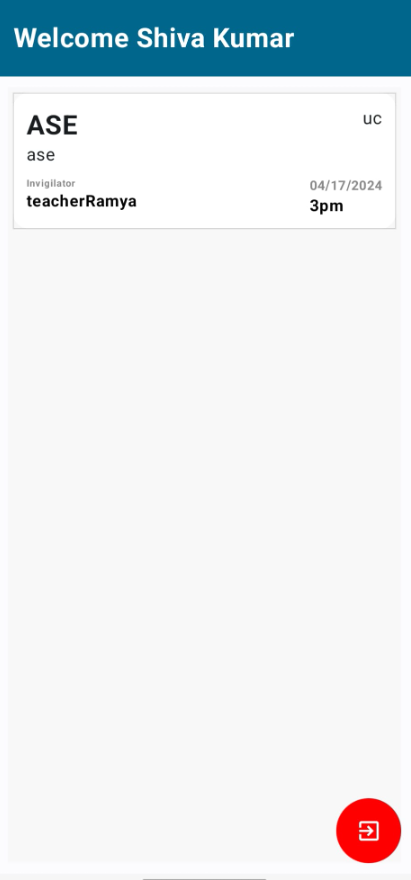 Welcome Shiva Kumar
ASE
uc
ase
Invigilator
04/17/2024
teacherRamya
3pm